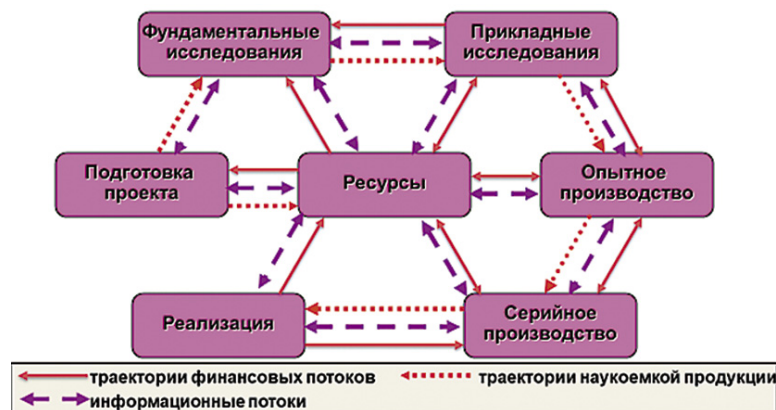 Фундаментальные
исследования
Прикладные
исследования
Подготовка
проекта
Ресурсы
Опытное
производство
Реализация
Серийное
производство
траектории финансовых потоков
траектории наукоемкой продукции
информационные потоки